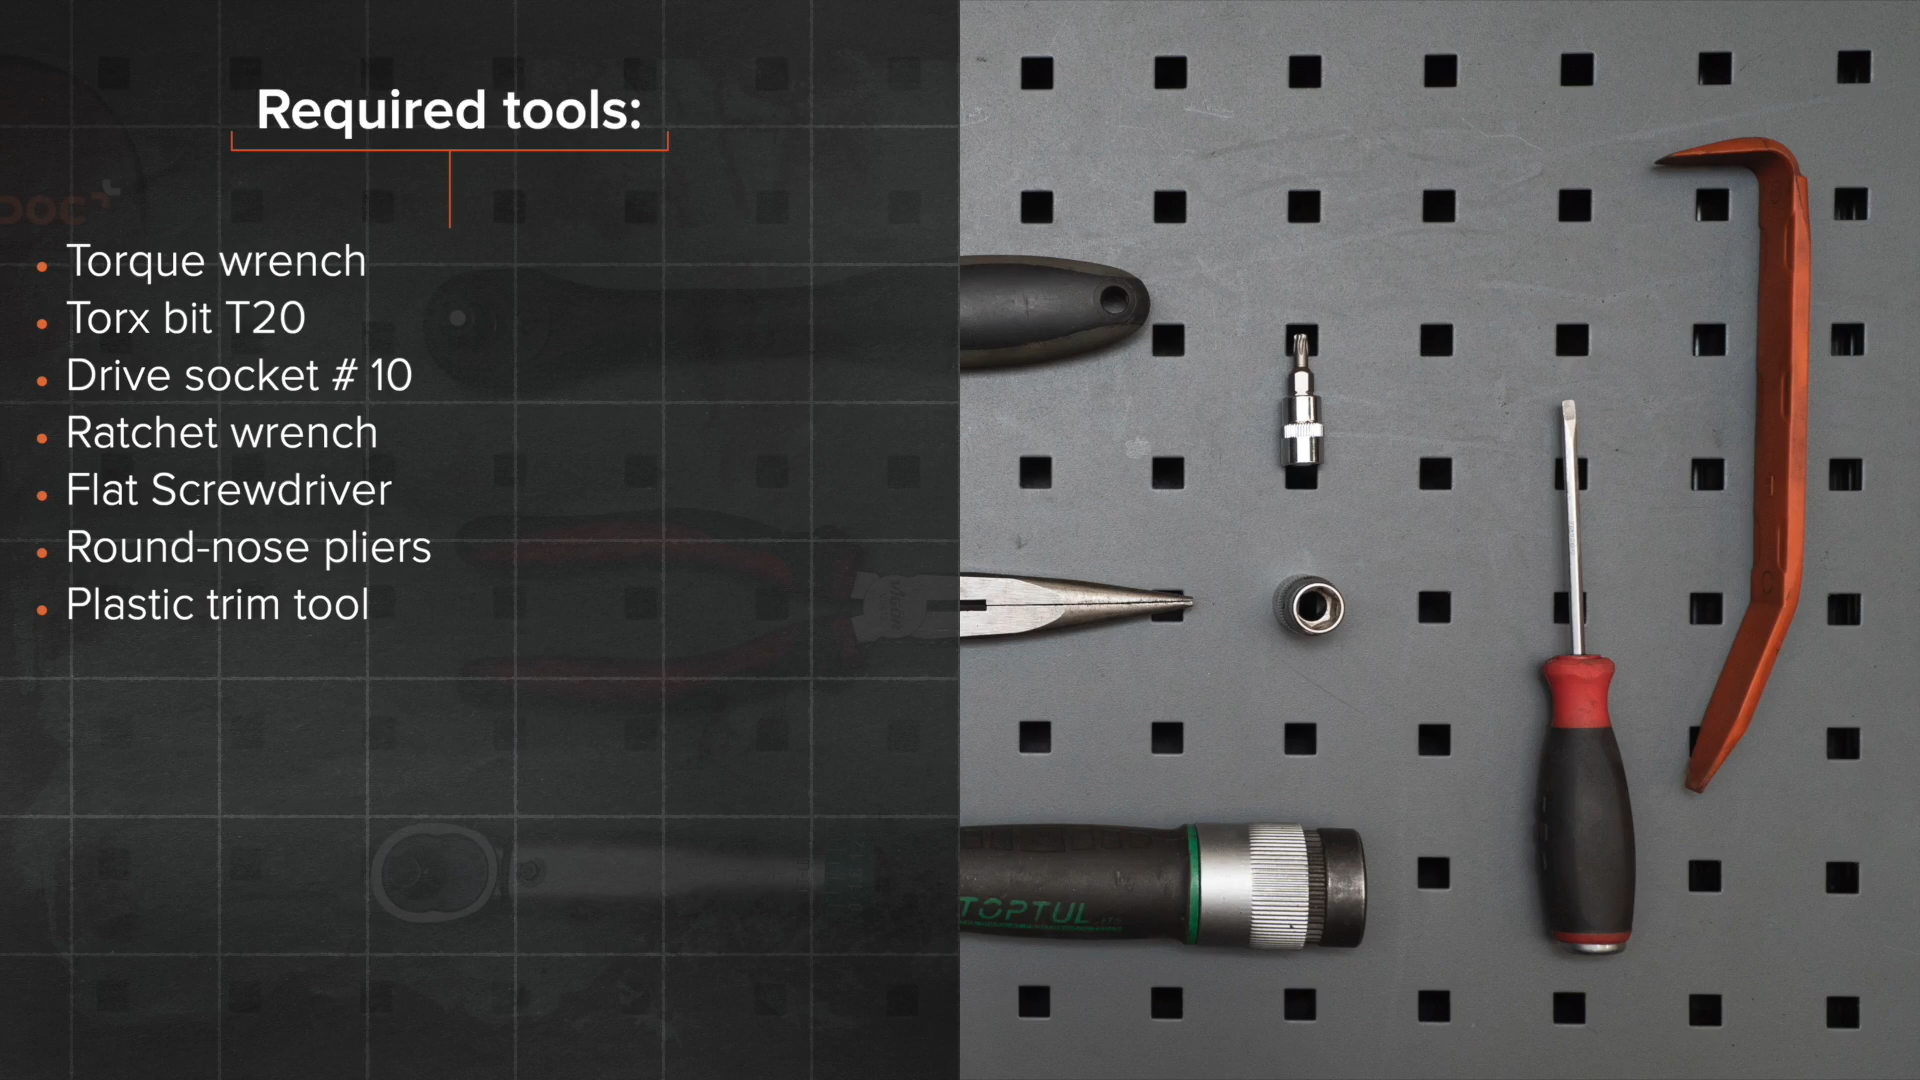 Required tools:
DOC+
Torque wrench
Torx bit T20
Drive socket # 10
Ratchet wrench
Flat Screwdriver
Round-nose pliers
Plastic trim tool
TOPTUL